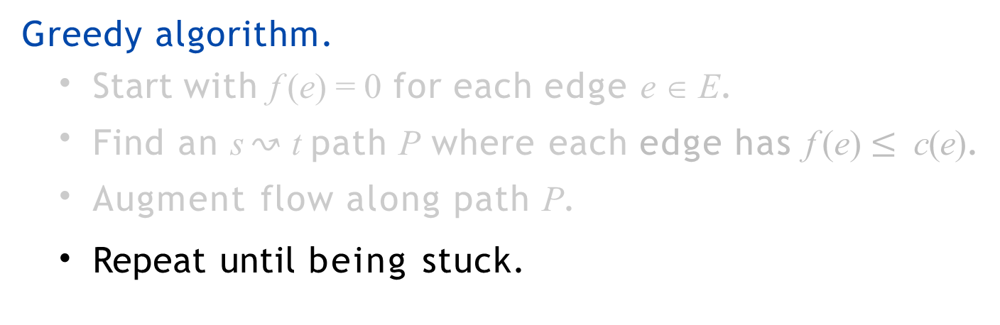 Greedy algorithm.
• Start with f (e) = 0 for each edge e ∈ E.
• Find an s ↝ t path P where each edge has f (e) ≤ c(e).
• Augment flow along path P.
• Repeat until being stuck.